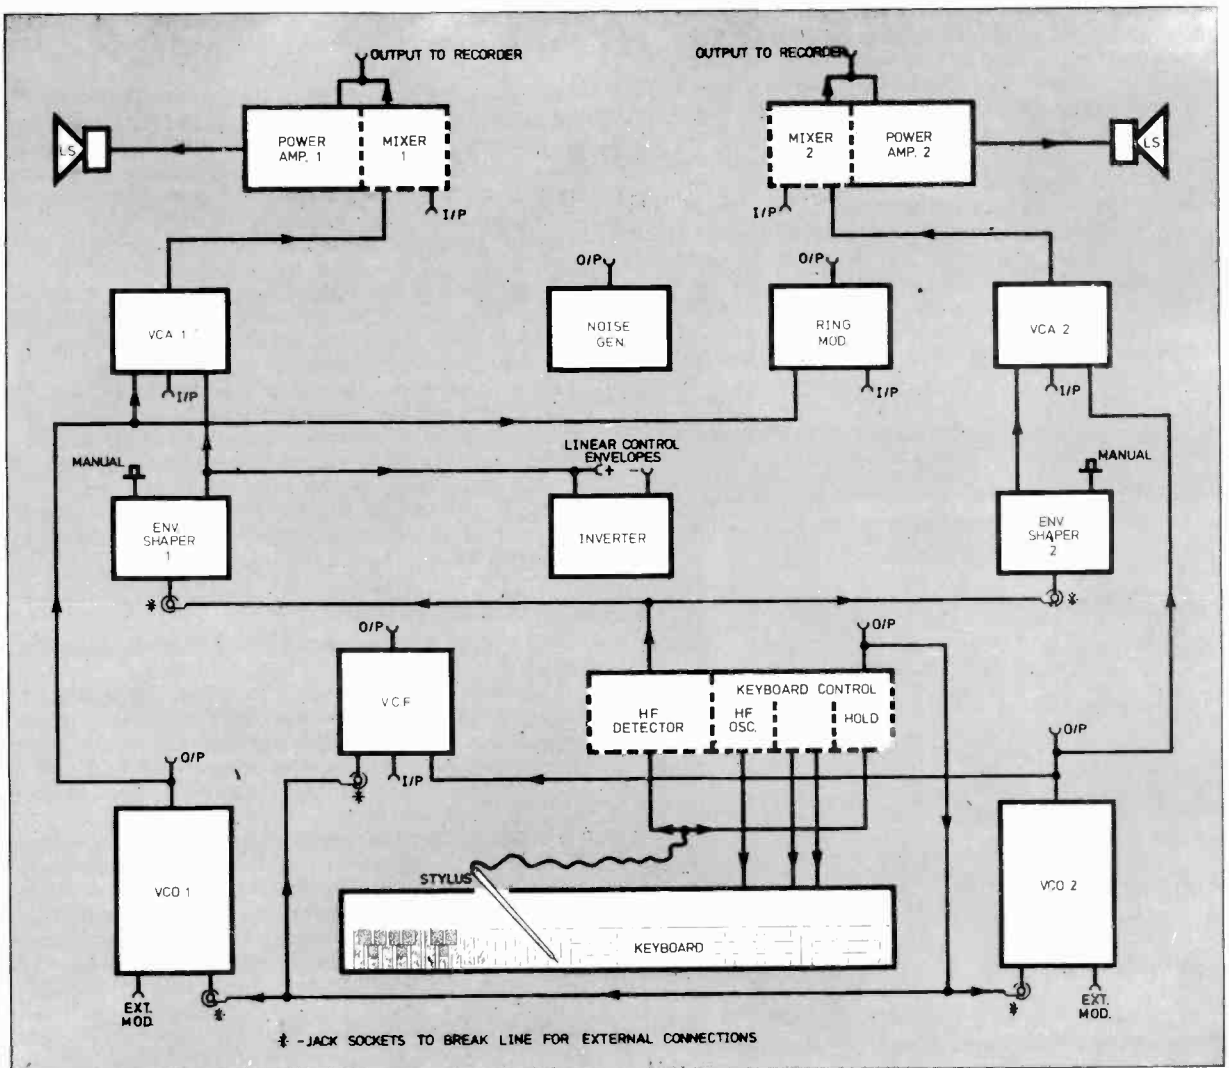 OUTPUT TO RECORDER
OUTPUT TO RECORDER
LS
POWER
AMP. 1
MIXER
1
I/P
MIXER
2
POWER
AMP. 2
I/P
LS
O/P
O/P
VCA 1
I/P
NOISE
GEN.
RING
MOD.
I/P
VCA 2
I/P
MANUAL
LINEAR CONTROL
ENVELOPES
+ -
MANUAL
ENV.
SHAPER
1
*
INVERTER
ENV
SHAPER
2
*
O/P
V.C.F.
*
I/P
O/P
KEYBOARD CONTROL
HF
DETECTOR
HF
OSC.
HOLD
O/P
O/P
VCO 1
STYLUS
KEYBOARD
VCO 2
EXT.
MOD.
*
*
EXT.
MOD.
* - JACK SOCKETS TO BREAK LINE FOR EXTERNAL CONNECTIONS